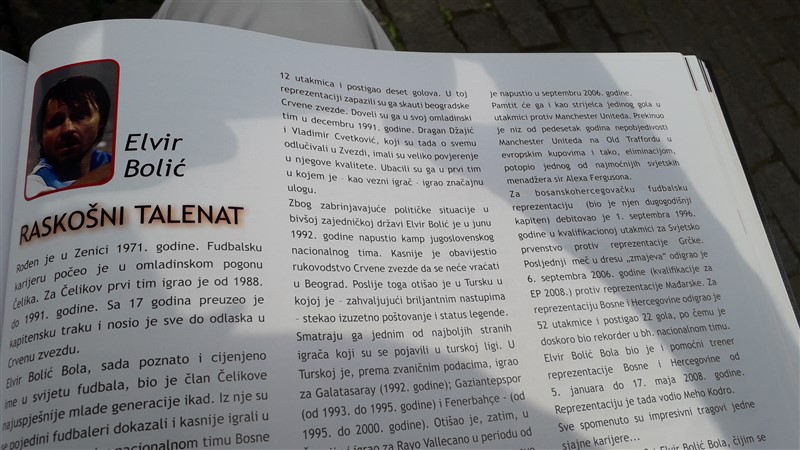 Elvir
Bolić
RASKOŠNI TALENAT
Rođen je u Zenici 1971. godine. Fudbalsku
karijeru počeo je u omladinskom pogonu
Čelika. Za Čelikov prvi tim igrao je od 1988.
do 1991. godine. Sa 17 godina preuzeo je
kapitensku traku i nosio je sve do odlaska u
Crvenu zvezdu.
Elvir Bolić Bola, sada poznato i cijenjeno
ime u svijetu fudbala, bio je član Čelikove
najuspješnije mlade generacije ikad. Iz nje su
se pojedini fudbaleri dokazali i kasnije igrali u
nacionalnom timu Bosne
12 utakmica i postigao deset golova. U toj
reprezentaciji zapazili su ga skauti beogradske
Crvene zvezde. Doveli su ga u svoj omladinski
tim u decembru 1991. godine. Dragan Džajić
i Vladimir Cvetković, koji su tada o svemu
odlučivali u Zvezdi, imali su veliko povjerenje
u njegove kvalitete. Ubacili su ga u prvi tim
u kojem je - kao vezni igrač - igrao značajnu
ulogu.
Zbog zabrinjavajuće političke situacije u
bivšoj zajedničkoj državi Elvir Bolić je u junu
1992. godine napustio kamp jugoslovenskog
nacionalnog tima. Kasnije je obavijestio
rukovodstvo Crvene zvezde da se neće vraćati
u Beograd. Poslije toga otišao je u Tursku u
kojoj je - zahvaljujući briljantnim nastupima
- stekao izuzetno poštovanje i status legende.
Smatraju ga jednim od najboljih stranih
igrača koji su se pojavili u turskoj ligi. U
Turskoj je, prema zvaničnim podacima, igrao
za Galatasaray (1992. godine); Gaziantepspor
(od 1993. do 1995. godine) i Fenerbahçe - (od
1995. do 2000. godine). Otišao je, zatim, u
igrao za Rayo Vallecano u periodu od
je napustio u septembru 2006. godine.
Pamtit će ga i kao strijelca jedinog gola u
utakmici protiv Manchester Uniteda. Prekinuo
je niz od pedesetak godina nepobjedivosti
Manchester Uniteda na Old Traffordu u
evropskim kupovima i tako, eliminacijom,
potopio jednog od najmoćnijih svjetskih
menadžera sir Alexa Fergusona.
Za bosanskohercegovačku fudbalsku
reprezentaciju (bio je njen dugogodišnji
kapiten) debitovao je 1. septembra 1996.
godine u kvalifikacionoj utakmici za Svjetsko
prvenstvo protiv reprezentacije Grčke.
Posljednji meč u dresu „zmajeva“ odigrao je
6. septembra 2006. godine (kvalifikacije za
EP 2008.) protiv reprezentacije Mađarske. Za
reprezentaciju Bosne i Hercegovine odigrao je
52 utakmice i postigao 22 gola, po čemu je
doskoro bio rekorder u bh. nacionalnom timu.
Elvir Bolić Bola bio je i pomoćni trener
reprezentacije Bosne i Hercegovine od
5. januara do 17. maja 2008. godine.
Reprezentaciju je tada vodio Meho Kodro.
Sve spomenuto su impresivni tragovi jedne
sjajne karijere...
i Elvir Bolić Bola, čijim se